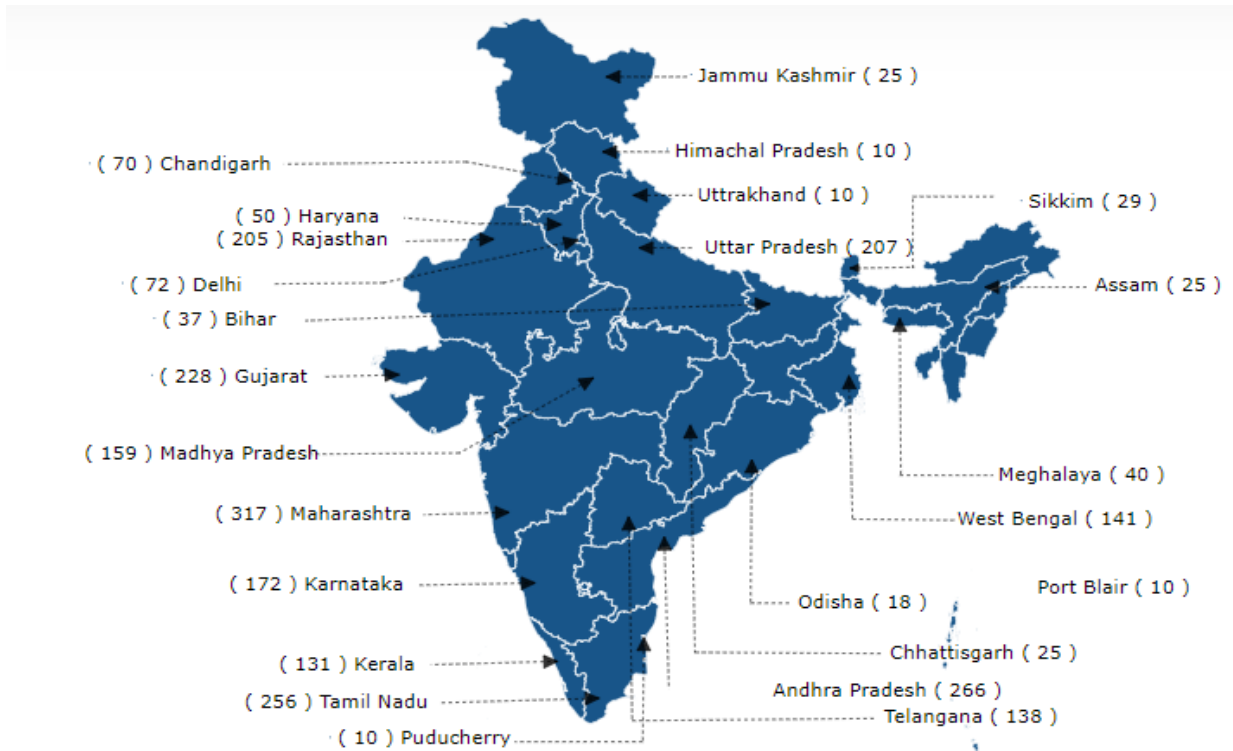 Jammu Kashmir ( 25 )
Himachal Pradesh ( 10 )
( 70 ) Chandigarh
Uttrakhand ( 10 )
Sikkim ( 29 )
( 50 ) Haryana
( 205 ) Rajasthan
Uttar Pradesh ( 207 )
( 72 ) Delhi
Assam ( 25 )
( 37 ) Bihar
( 228 ) Gujarat
( 159 ) Madhya Pradesh
Meghalaya ( 40 )
( 317 ) Maharashtra
West Bengal ( 141 )
( 172 ) Karnataka
Port Blair ( 10 )
Odisha ( 18 )
Chhattisgarh ( 25 )
( 131 ) Kerala
Andhra Pradesh ( 266 )
( 256 ) Tamil Nadu
Telangana ( 138 )
( 10 ) Puducherry